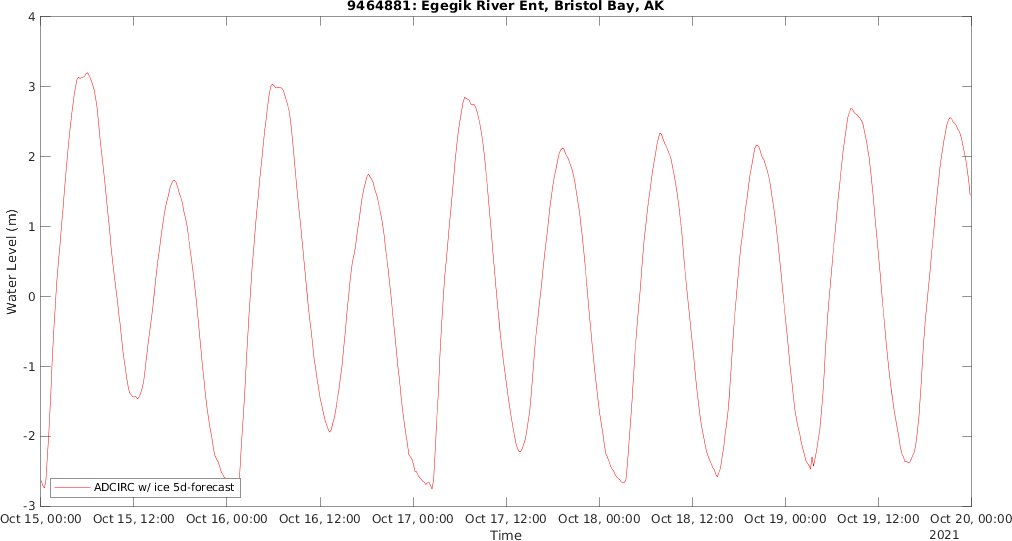 9464881: Egegik River Ent, Bristol Bay, AK
4
3
2
1
0
-1
-2
-3
Water Level (m)
ADCIRC w/ ice 5d-forecast
Oct 15, 00:00 Oct 15, 12:00 Oct 16, 00:00 Oct 16, 12:00 Oct 17, 00:00 Oct 17, 12:00 Oct 18, 00:00 Oct 18, 12:00 Oct 19, 00:00 Oct 19, 12:00 Oct 20, 00:00
Time
2021